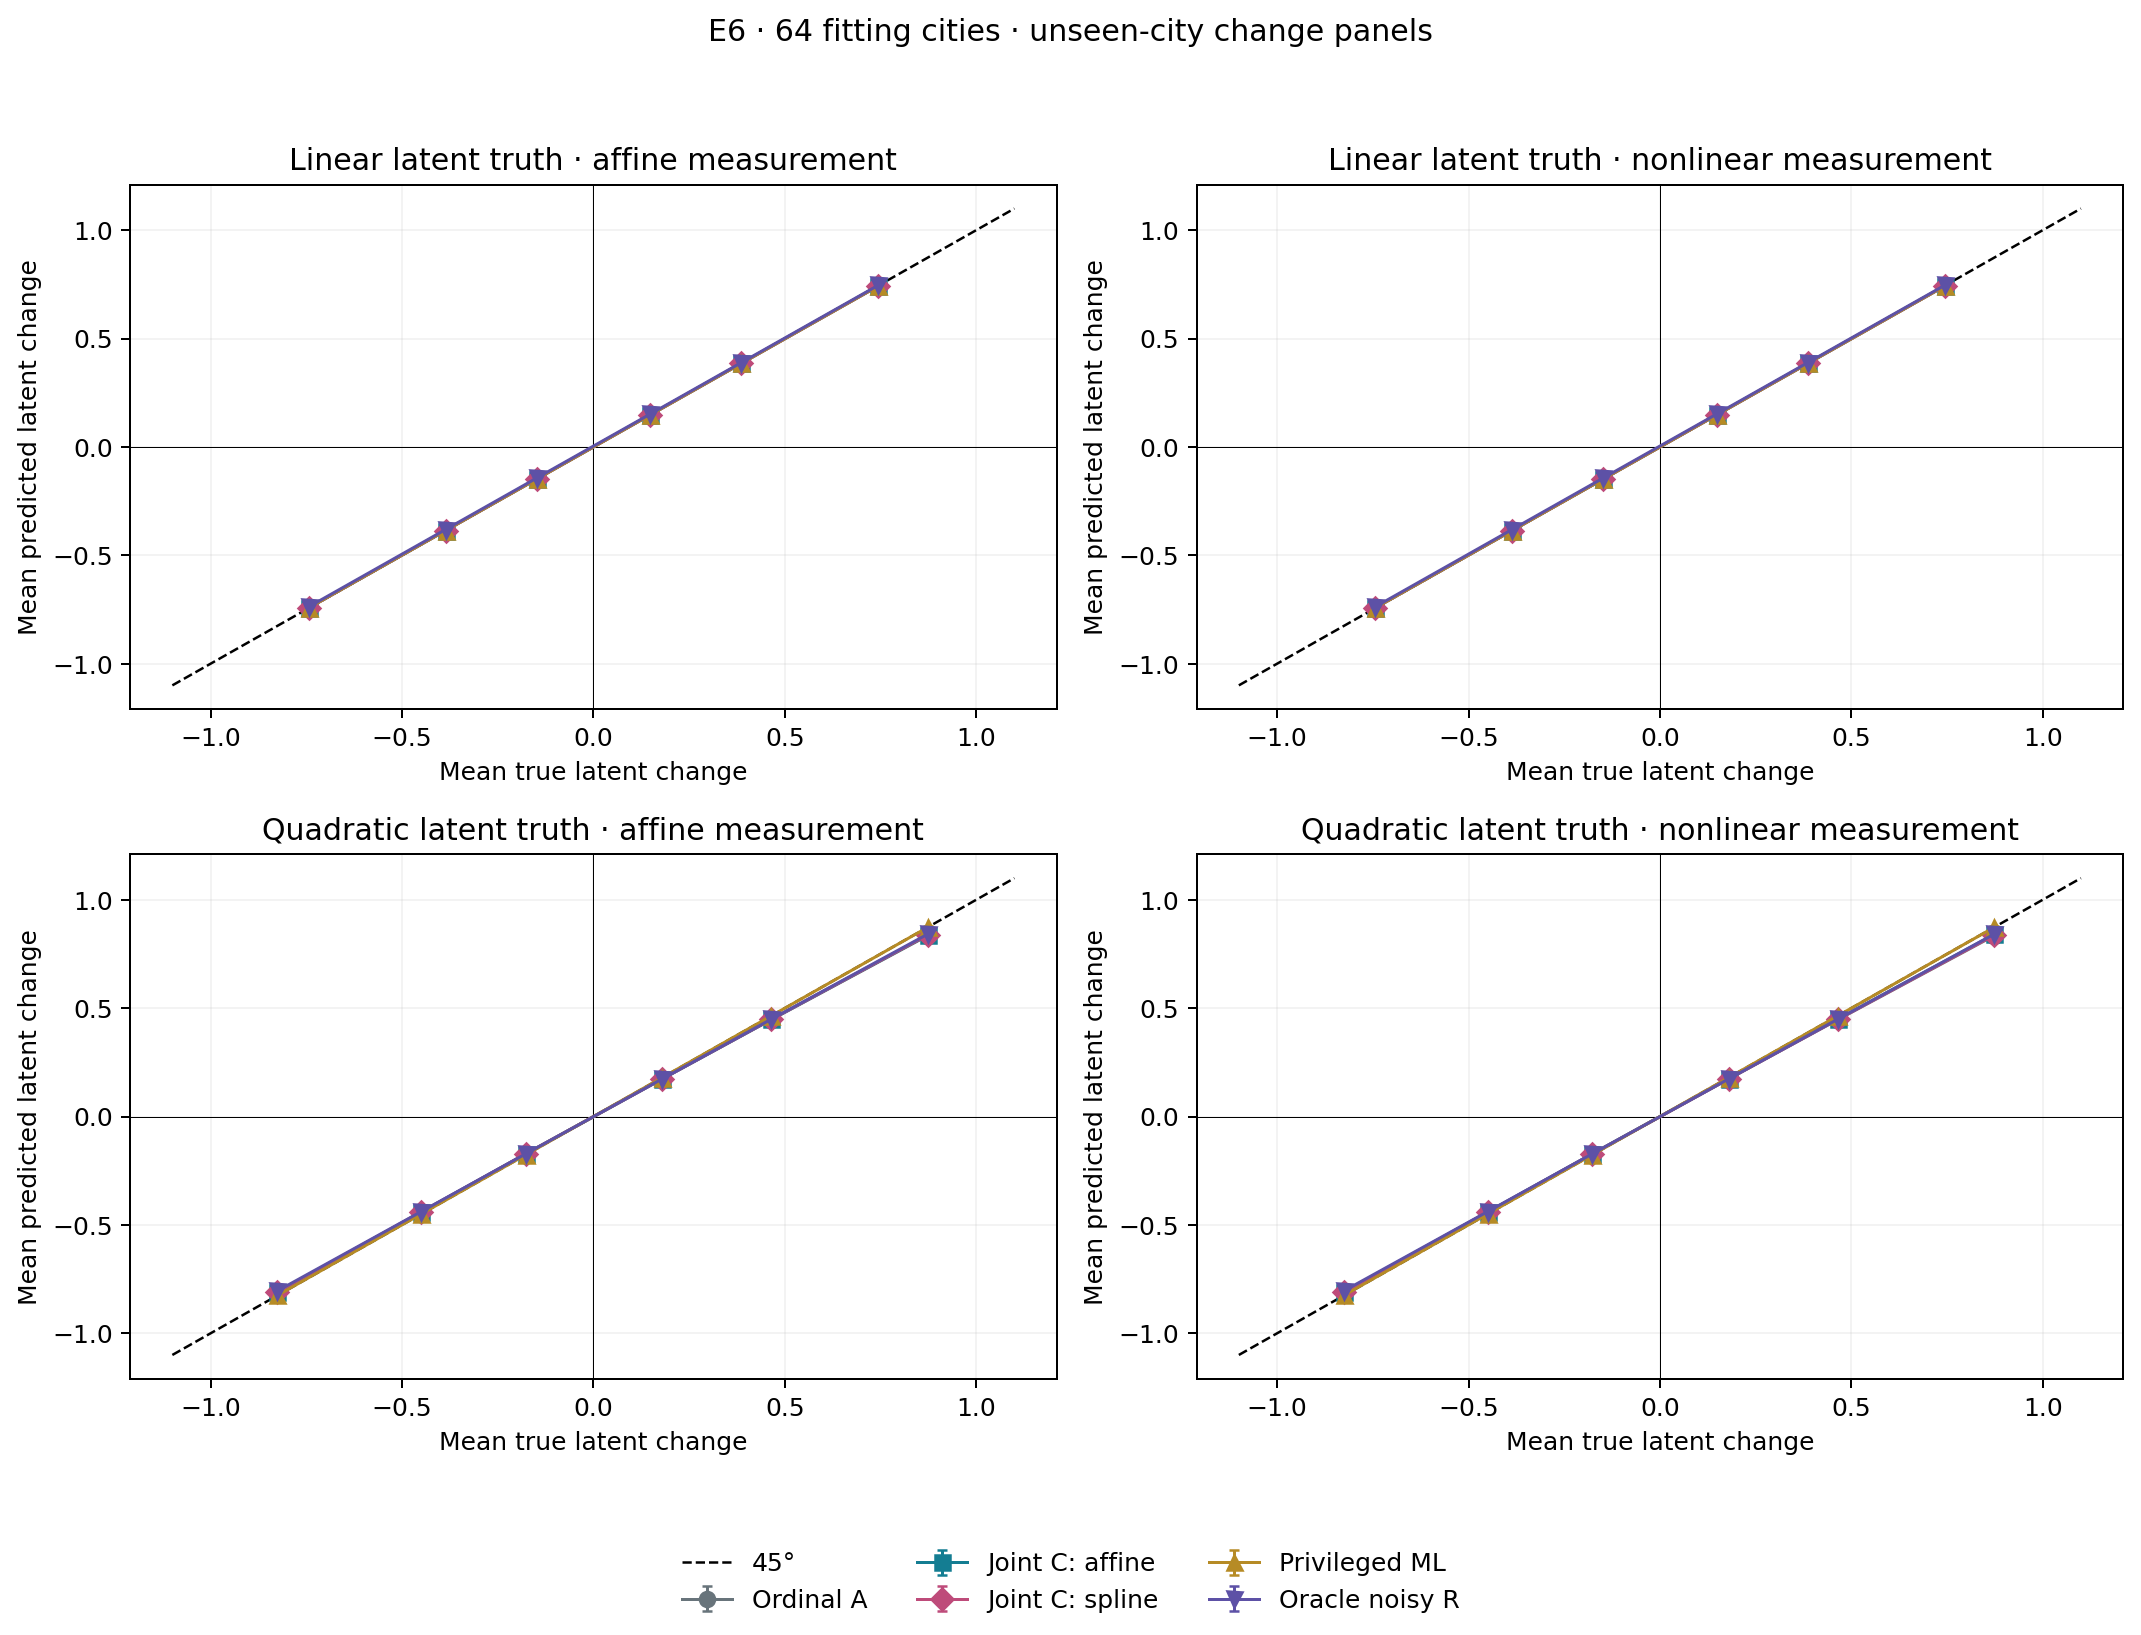 E6 · 64 fitting cities · unseen-city change panels
Linear latent truth · affine measurement
Mean predicted latent change
1.0
0.5
0.0
−0.5
−1.0
−1.0 −0.5 0.0 0.5 1.0
Mean true latent change
Linear latent truth · nonlinear measurement
Mean predicted latent change
1.0
0.5
0.0
−0.5
−1.0
−1.0 −0.5 0.0 0.5 1.0
Mean true latent change
Quadratic latent truth · affine measurement
Mean predicted latent change
1.0
0.5
0.0
−0.5
−1.0
−1.0 −0.5 0.0 0.5 1.0
Mean true latent change
Quadratic latent truth · nonlinear measurement
Mean predicted latent change
1.0
0.5
0.0
−0.5
−1.0
−1.0 −0.5 0.0 0.5 1.0
Mean true latent change
45°
Ordinal A
Joint C: affine
Joint C: spline
Privileged ML
Oracle noisy R